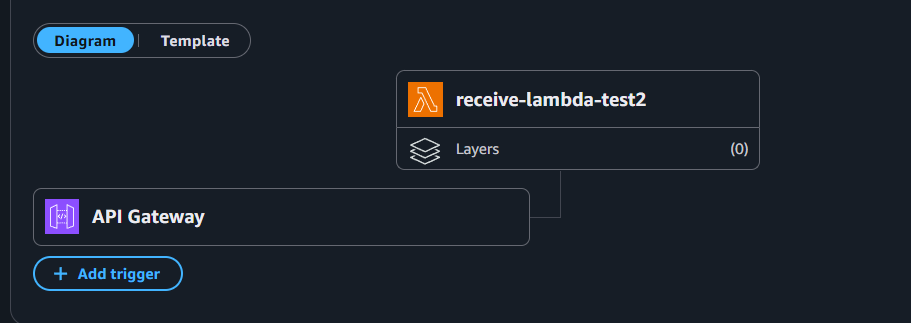 Diagram
Template
receive-lambda-test2
Layers (0)
API Gateway
+ Add trigger